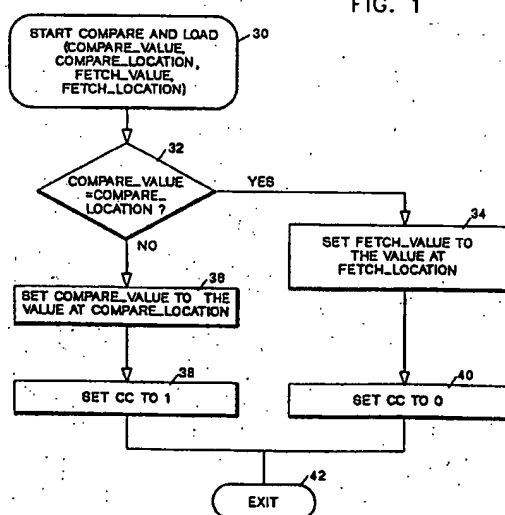 FIG. 1
START COMPARE AND LOAD
(COMPARE_VALUE,
COMPARE_LOCATION,
FETCH_VALUE,
FETCH_LOCATION)
30
32
COMPARE_VALUE
=COMPARE_
LOCATION ?
YES
NO
34
SET FETCH_VALUE TO
THE VALUE AT
FETCH_LOCATION
36
SET COMPARE_VALUE TO THE
VALUE AT COMPARE_LOCATION
38
SET CC TO 1
40
SET CC TO 0
42
EXIT